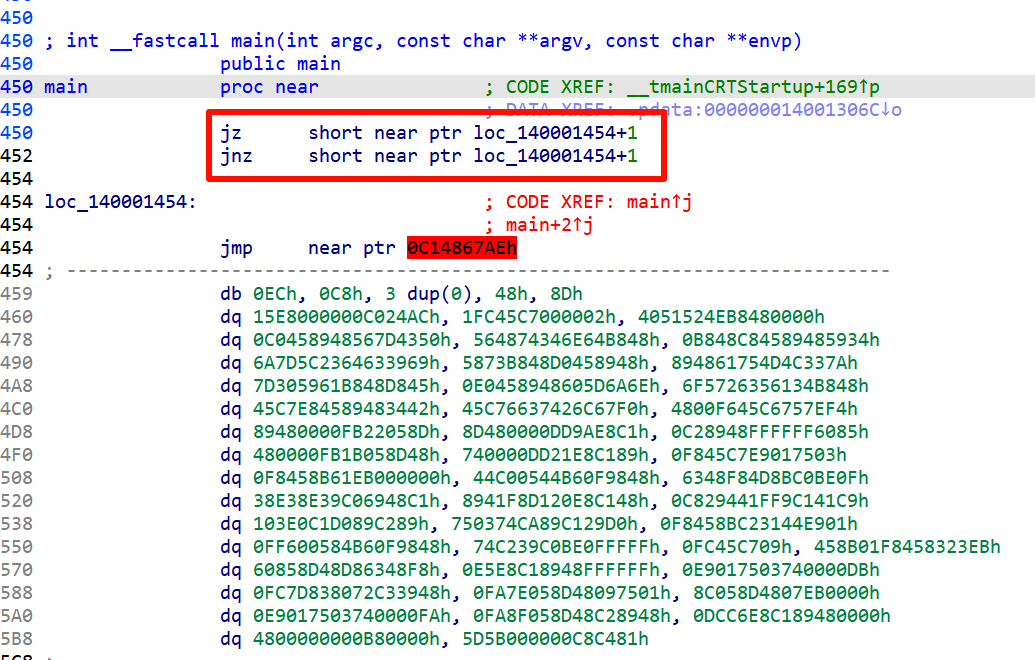 450
450 ; int __fastcall main(int argc, const char **argv, const char **envp)
450 public main
450 main proc near ; CODE XREF: __tmainCRTStartup+169↑p
450 ; DATA XREF: .pdata:000000014001306C↓o
450 jz short near ptr loc_140001454+1
452 jnz short near ptr loc_140001454+1
454
454 loc_140001454: ; CODE XREF: main↑j
454 ; main+2↑j
454 jmp near ptr 0C14867AEh
454 ; ---------------------------------------------------------------------------
459 db 0ECh, 0C8h, 3 dup(0), 48h, 8Dh
460 dq 15E8000000C024ACh, 1FC45C7000002h, 4051524EB8480000h
478 dq 0C0458948567D4350h, 564874346E64B848h, 0B848C84589485934h
490 dq 6A7D5C2364633969h, 5873B848D0458948h, 894861754D4C337Ah
4A8 dq 7D305961B848D845h, 0E0458948605D6A6Eh, 6F5726356134B848h
4C0 dq 45C7E84589483442h, 45C76637426C67F0h, 4800F645C6757EF4h
4D8 dq 89480000FB22058Dh, 8D480000DD9AE8C1h, 0C28948FFFFFF6085h
4F0 dq 480000FB1B058D48h, 740000DD21E8C189h, 0F845C7E9017503h
508 dq 0F8458B61EB000000h, 44C00544B60F9848h, 6348F84D8BC0BE0Fh
520 dq 38E38E39C06948C1h, 8941F8D120E8C148h, 0C829441FF9C141C9h
538 dq 103E0C1D089C289h, 750374CA89C129D0h, 0F8458BC23144E901h
550 dq 0FF600584B60F9848h, 74C239C0BE0FFFFFh, 0FC45C709h, 458B01F8458323EBh
570 dq 60858D48D86348F8h, 0E5E8C18948FFFFFFh, 0E9017503740000DBh
588 dq 0FC7D838072C33948h, 0FA7E058D48097501h, 8C058D4807EB0000h
5A0 dq 0E9017503740000FAh, 0FA8F058D48C28948h, 0DCC6E8C189480000h
5B8 dq 4800000000B80000h, 5D5B000000C8C481h